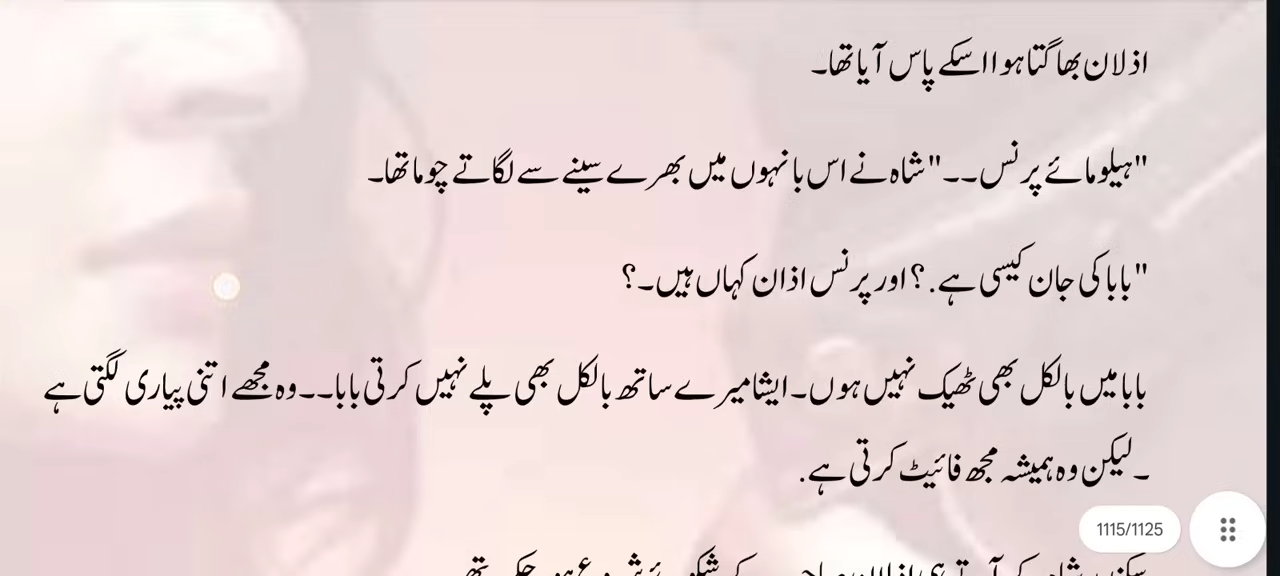 اذلان بھاگتا ہوا اسکے پاس آیا تھا۔
"ہیلو مائے پرنس۔۔" شاہ نے اس بانہوں میں بھرے سینے سے لگاتے چوما تھا۔
"بابا کی جان کیسی ہے.؟ اور پرنس اذان کہاں ہیں۔؟
بابا میں بالکل بھی ٹھیک نہیں ہوں۔ ایشا میرے ساتھ بالکل بھی پلے نہیں کرتی بابا۔۔ وہ مجھے اتنی پیاری لگتی ہے
۔ لیکن وہ ہمیشہ مجھ فائیٹ کرتی ہے.
1115/1125